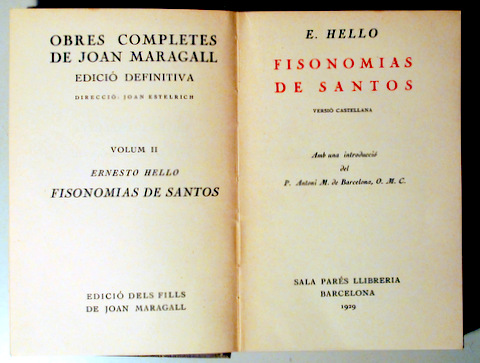 OBRES COMPLETES
DE JOAN MARAGALL
EDICIÓ DEFINITIVA
DIRECCIÓ: JOAN ESTELRICH
VOLUM II
ERNESTO HELLO
FISONOMIAS DE SANTOS
EDICIÓ DELS FILLS
DE JOAN MARAGALL
E. HELLO
FISONOMIAS
DE SANTOS
VERSIÓ CASTELLANA
Amb una introducció
del
P. Antoni M. de Barcelona, O. M. C.
SALA PARÉS LLIBRERIA
BARCELONA
1929